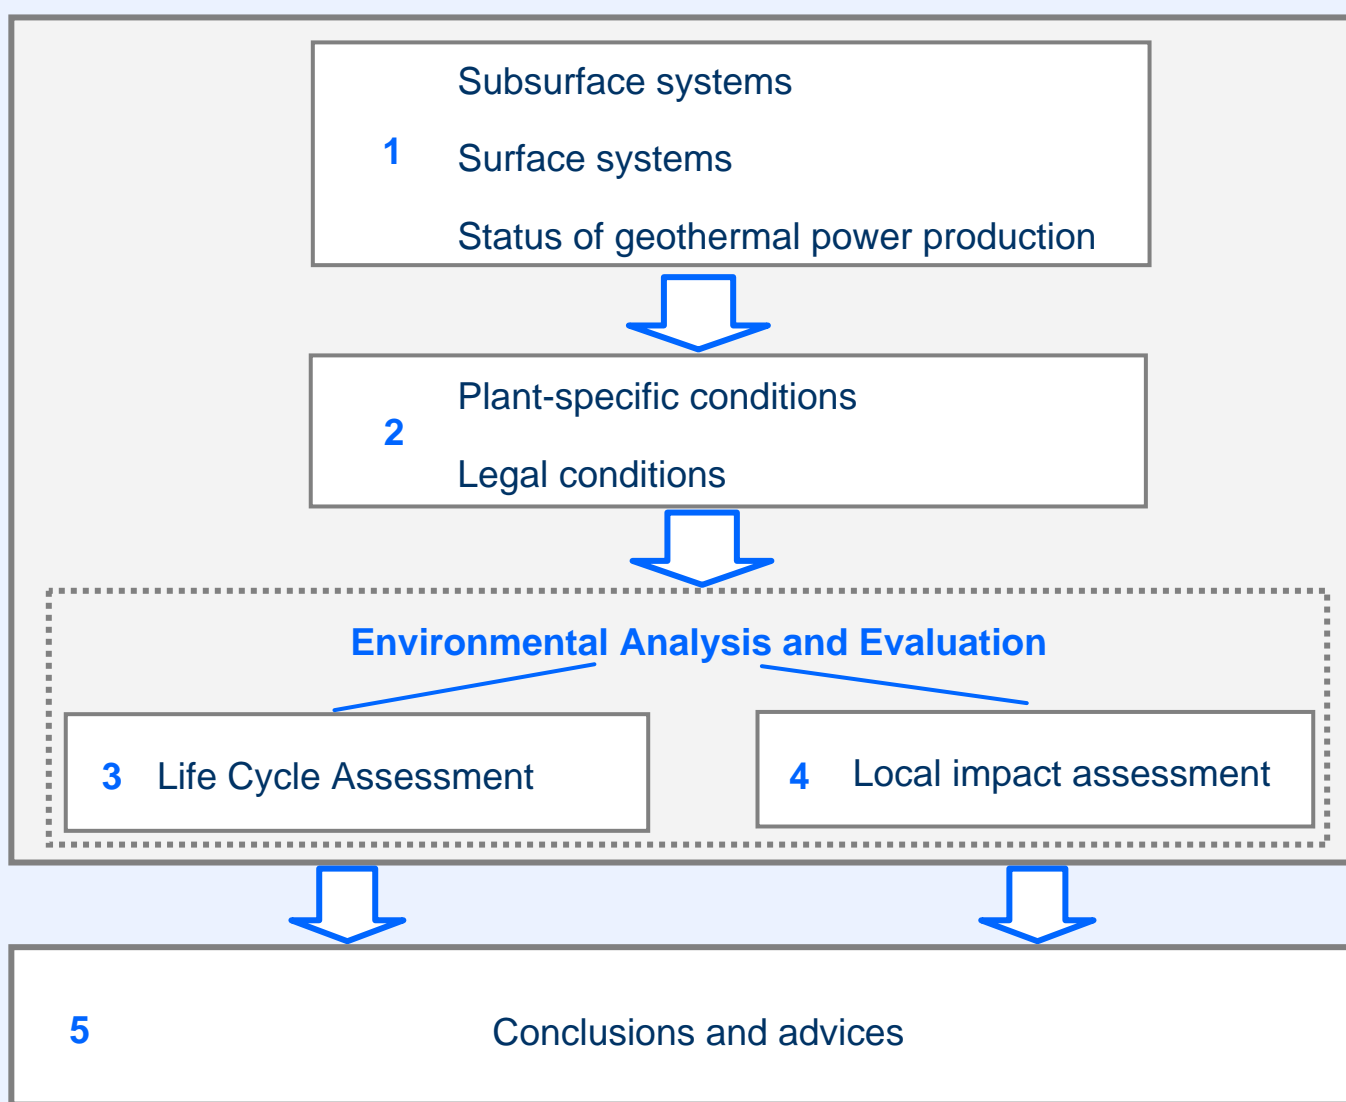 Subsurface systems
1
Surface systems
Status of geothermal power production
Plant-specific conditions
2
Legal conditions
Environmental Analysis and Evaluation
3 Life Cycle Assessment
4 Local impact assessment
5 Conclusions and advices